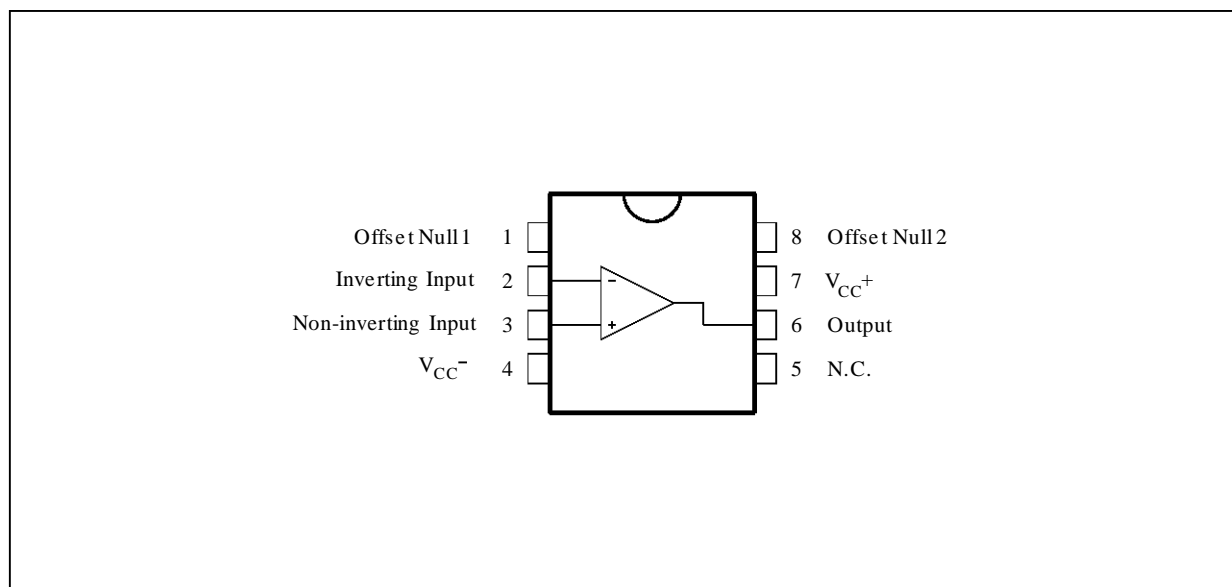 Offset Null 1 1 8 Offset Null 2
Inverting Input 2 7 VCC+
Non-inverting Input 3 6 Output
VCC− 4 5 N.C.
- 
+